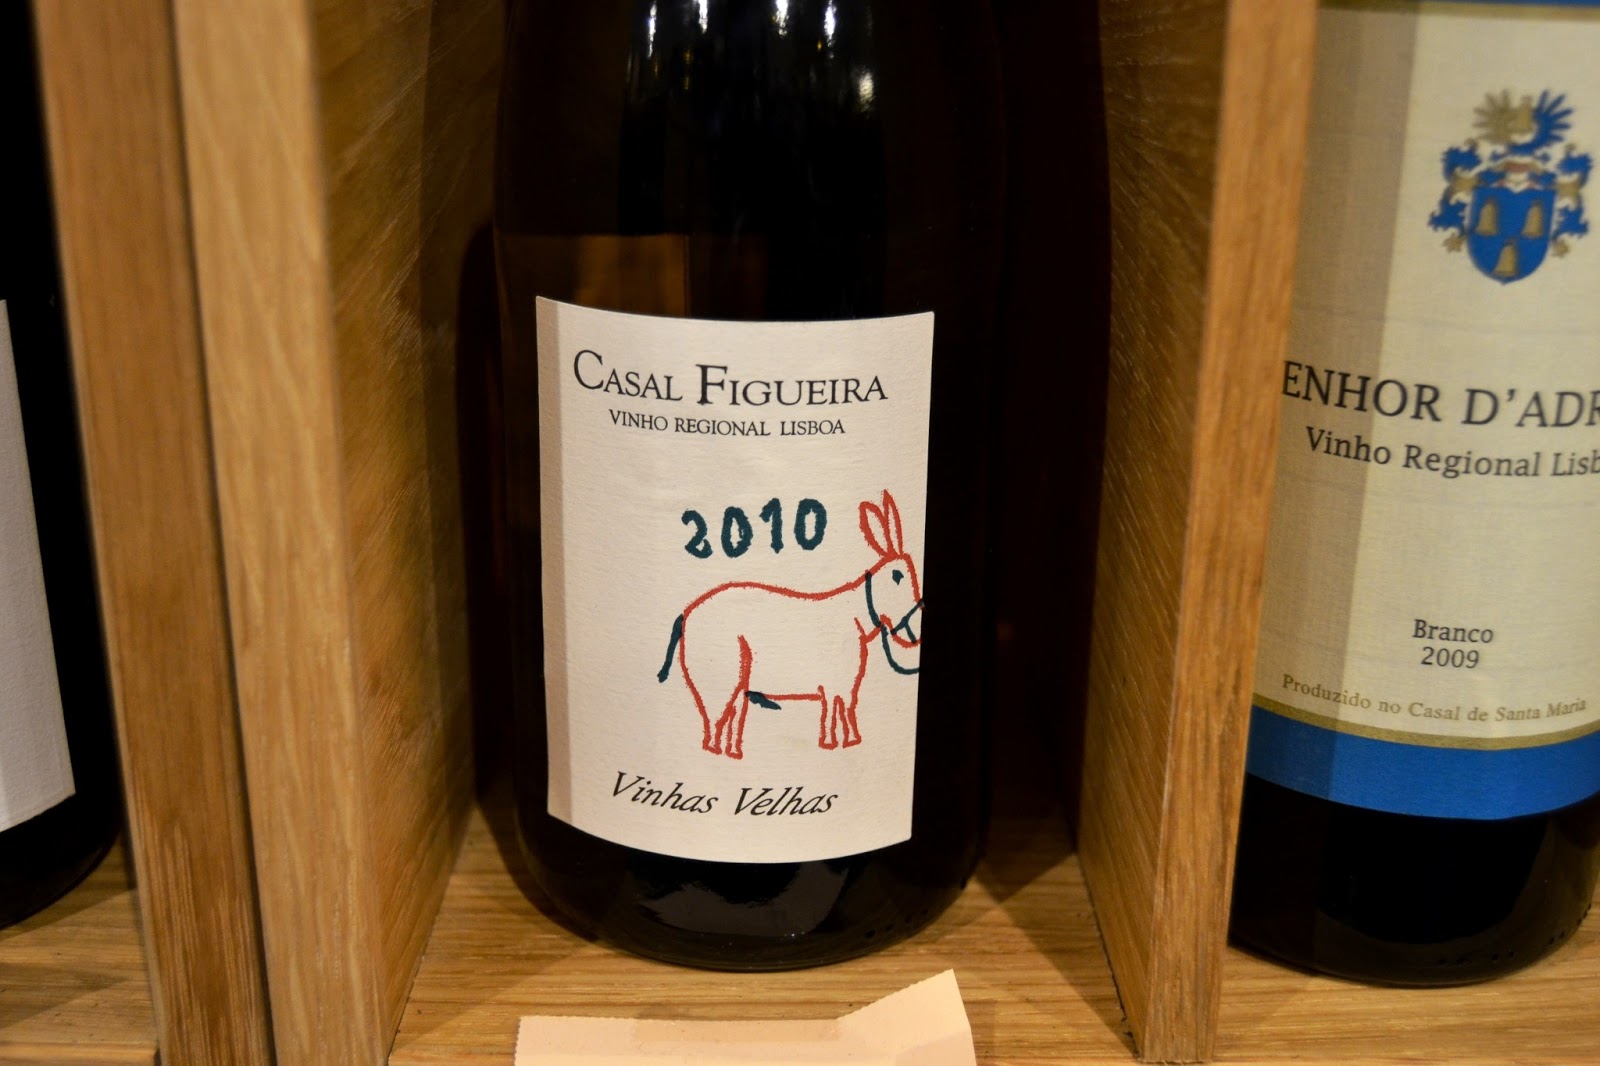 CASAL FIGUEIRA
VINHO REGIONAL LISBOA
2010
Vinhas Velhas
ENHOR D'ADR
Vinho Regional Lisb
Branco
2009
Produzido no Casal de Santa Maria